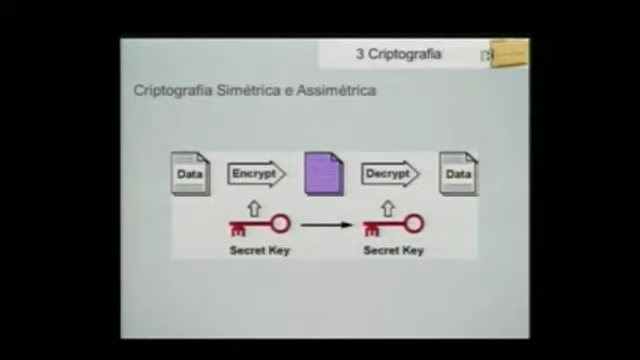 3 Criptografia
Criptografia Simétrica e Assimétrica
Data Encrypt Decrypt Data
Secret Key Secret Key